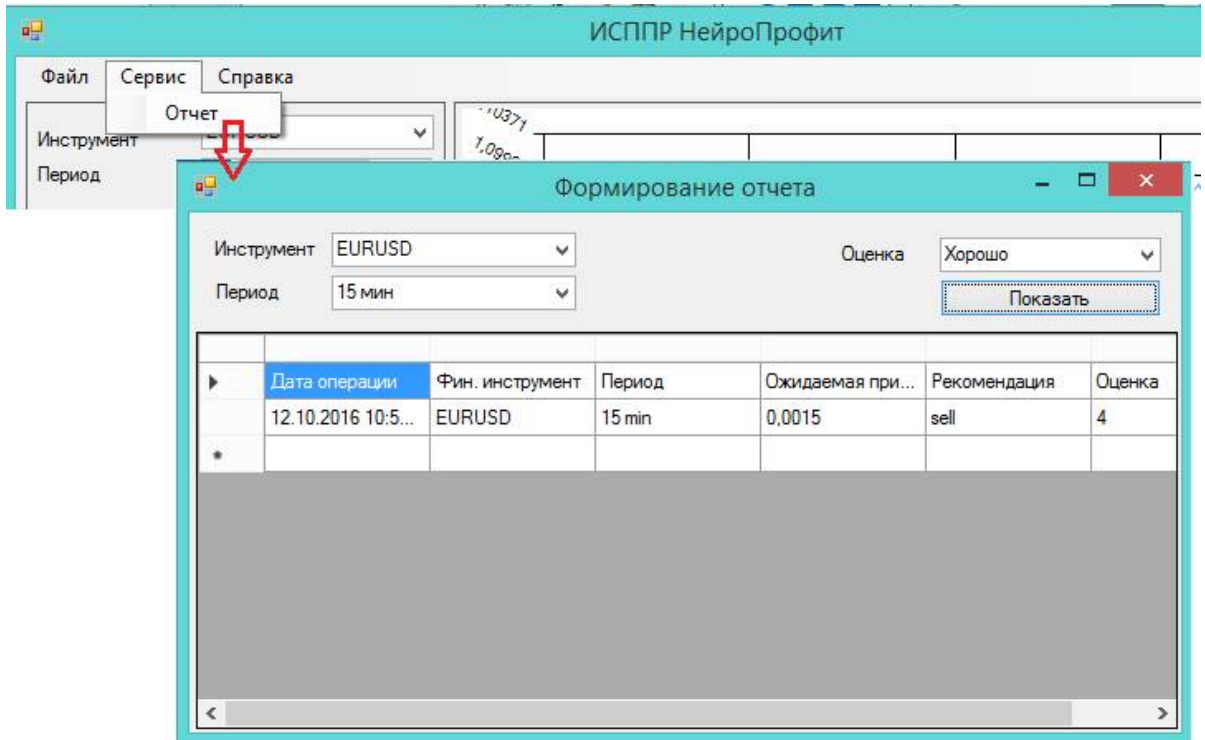 ИСППР НейроПрофит
Файл Сервис Справка
Отчет
Инструмент
Период
Формирование отчета
Инструмент EURUSD Оценка Хорошо
Период 15 мин Показать
Дата операции Фин. инструмент Период Ожидаемая при... Рекомендация Оценка
12.10.2016 10:5... EURUSD 15 min 0,0015 sell 4